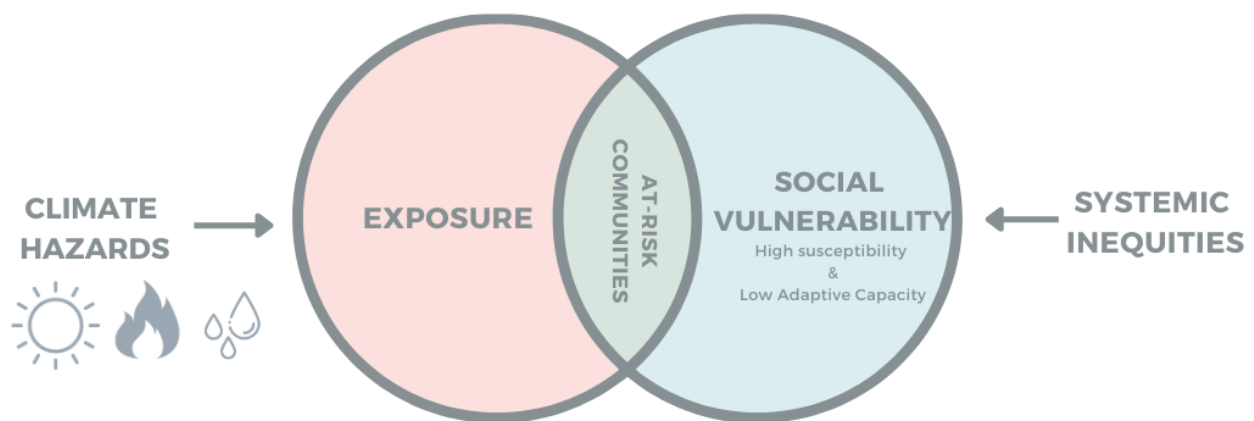 CLIMATE
HAZARDS
EXPOSURE
AT-RISK
COMMUNITIES
SOCIAL
VULNERABILITY
High susceptibility
&
Low Adaptive Capacity
SYSTEMIC
INEQUITIES